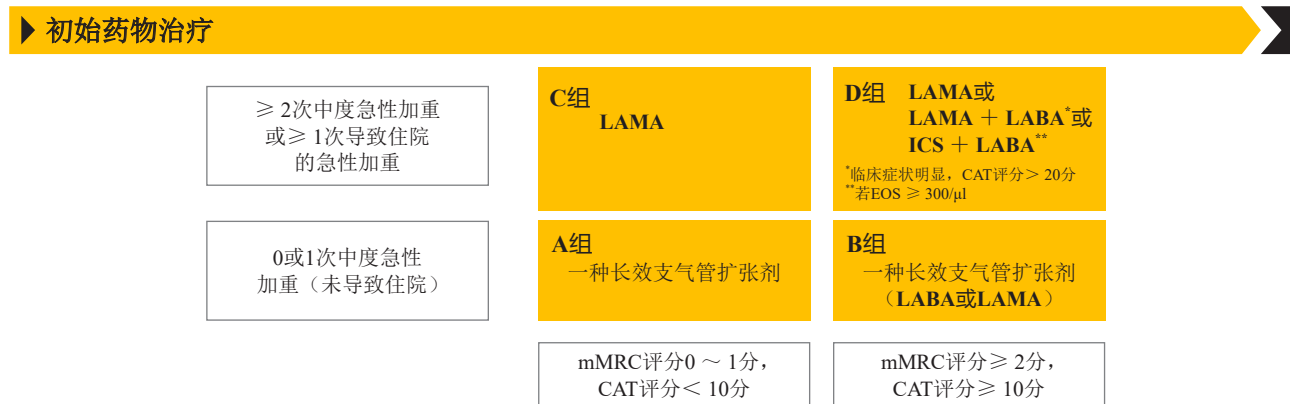 初始药物治疗
≥ 2次中度急性加重
或≥ 1次导致住院
的急性加重
C组
LAMA
D组 LAMA或
LAMA + LABA*或
ICS + LABA**
*临床症状明显，CAT评分> 20分
**若EOS ≥ 300/μl
0或1次中度急性
加重（未导致住院）
A组
一种长效支气管扩张剂
B组
一种长效支气管扩张剂
（LABA或LAMA）
mMRC评分0 ～ 1分，
CAT评分< 10分
mMRC评分≥ 2分，
CAT评分≥ 10分